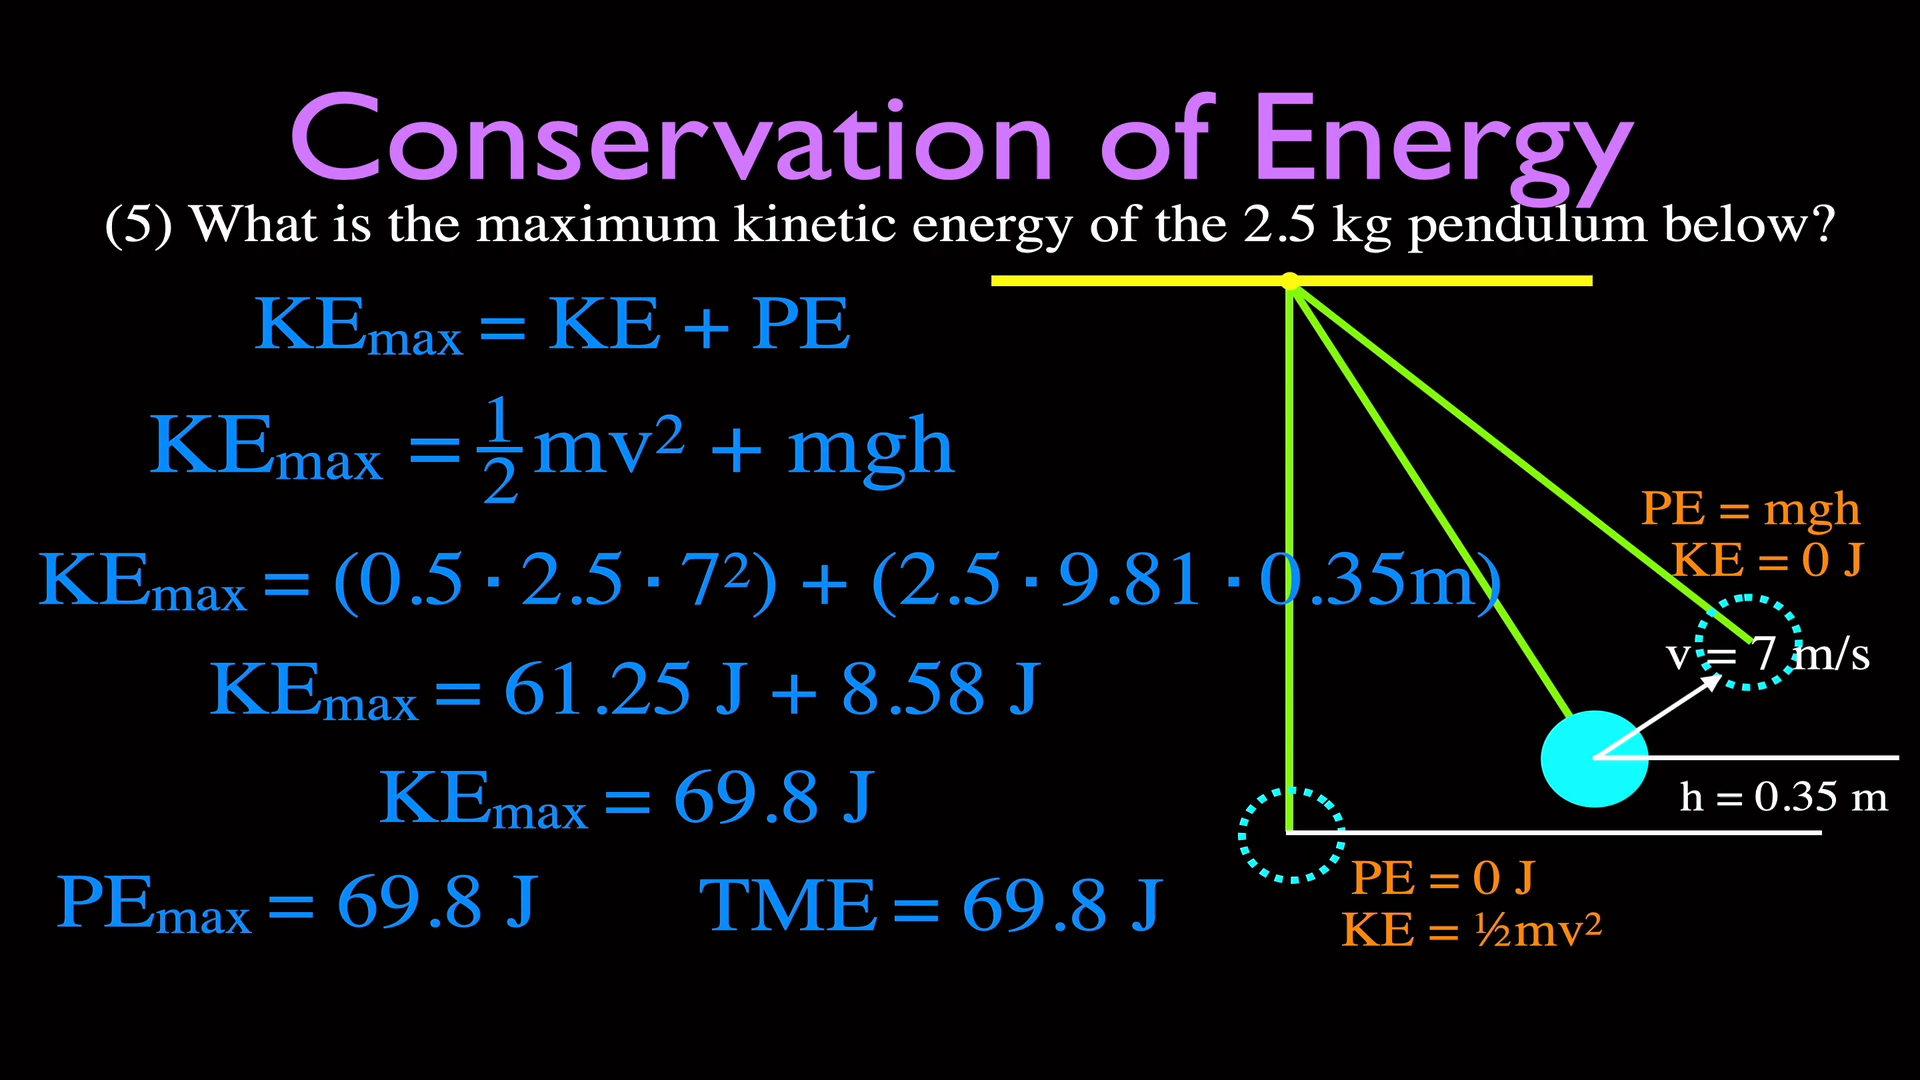 Conservation of Energy
(5) What is the maximum kinetic energy of the 2.5 kg pendulum below?
KEmax = KE + PE
KEmax = ½mv² + mgh
KEmax = (0.5 · 2.5 · 7²) + (2.5 · 9.81 · 0.35m)
KEmax = 61.25 J + 8.58 J
KEmax = 69.8 J
PEmax = 69.8 J
TME = 69.8 J
PE = mgh
KE = 0 J
v = 7 m/s
h = 0.35 m
PE = 0 J
KE = ½mv²